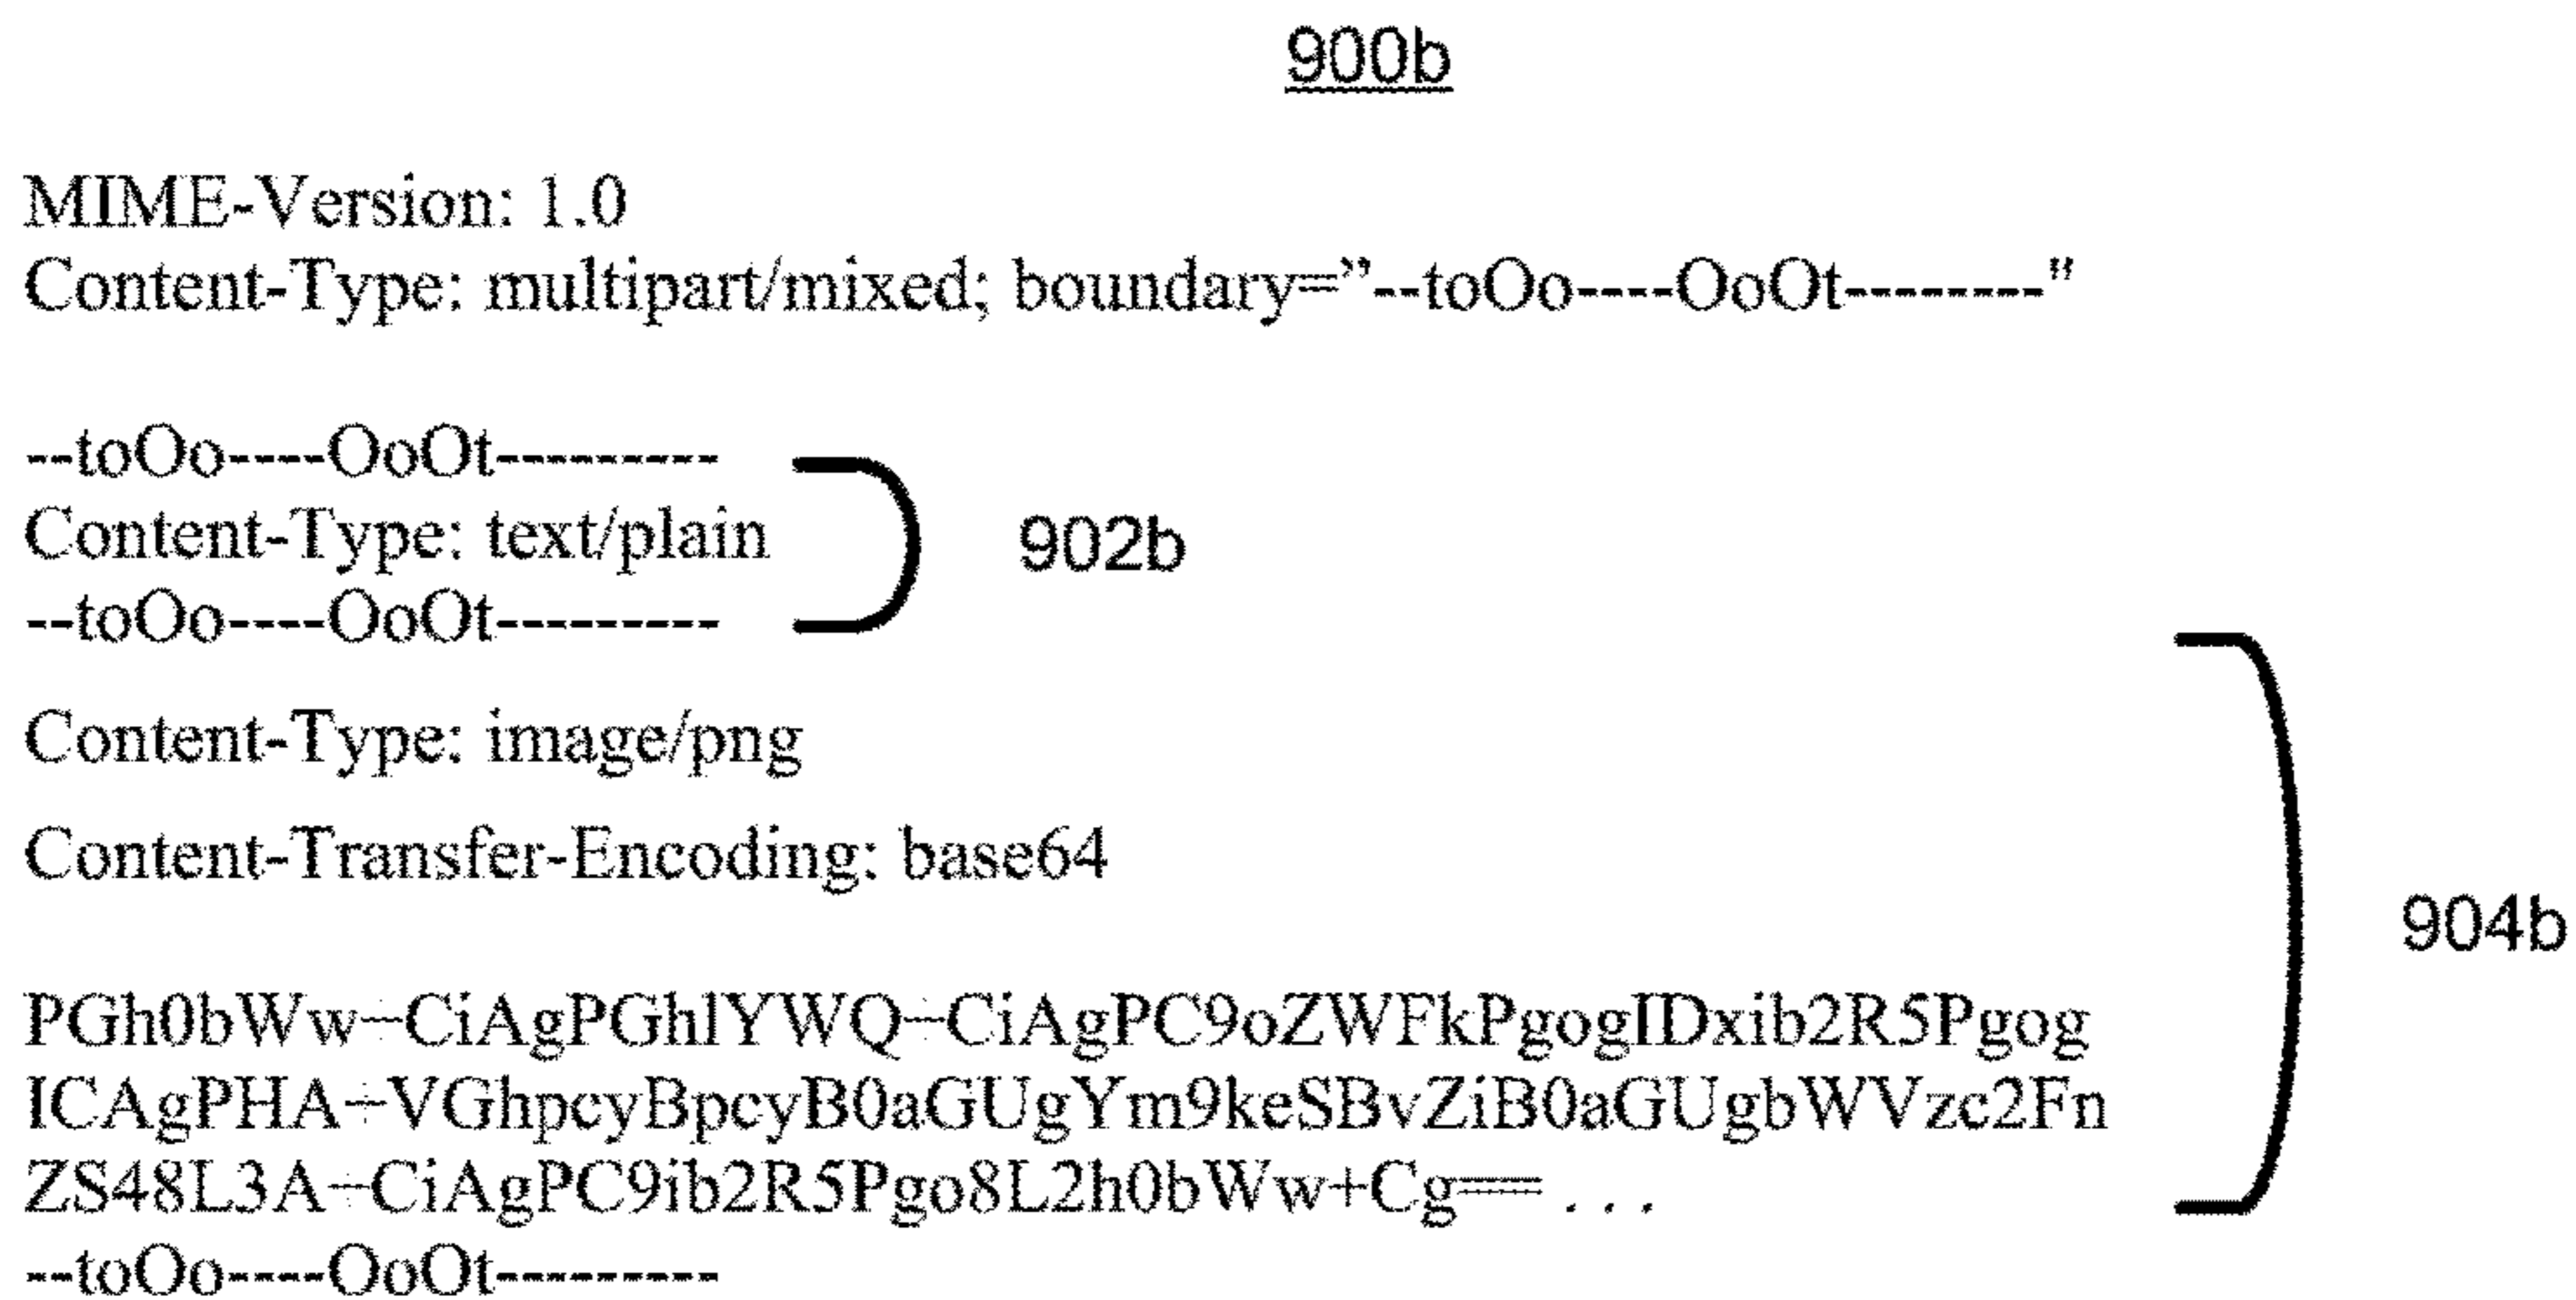 900b
MIME-Version: 1.0
Content-Type: multipart/mixed; boundary=”--toOo----OoOt--------"
--toOo----OoOt---------
Content-Type: text/plain
--toOo----OoOt---------
902b
Content-Type: image/png
Content-Transfer-Encoding: base64
904b
PGh0bWw+CiAgPGhlYWQ+CiAgPC9oZWFkPgogIDxib2R5Pgog
ICAgPHA+VGhpcyBpcyB0aGUgYm9keSBvZiB0aGUgbWVzc2Fn
ZS48L3A+CiAgPC9ib2R5Pgo8L2h0bWw+Cg== . . .
--toOo----OoOt---------